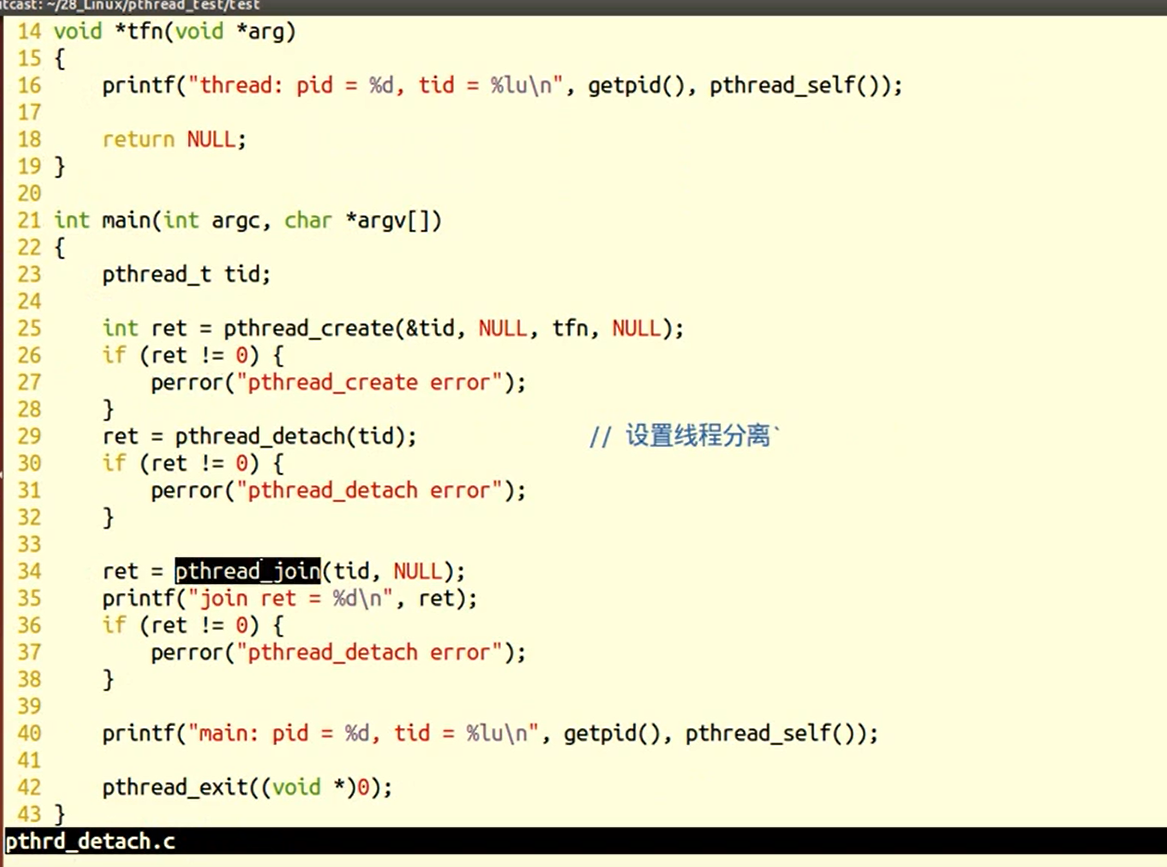 utcast: ~/28_Linux/pthread_test/test
14 void *tfn(void *arg)
15 {
16     printf("thread: pid = %d, tid = %lu\n", getpid(), pthread_self());
17
18     return NULL;
19 }
20
21 int main(int argc, char *argv[])
22 {
23     pthread_t tid;
24
25     int ret = pthread_create(&tid, NULL, tfn, NULL);
26     if (ret != 0) {
27         perror("pthread_create error");
28     }
29     ret = pthread_detach(tid);              // 设置线程分离`
30     if (ret != 0) {
31         perror("pthread_detach error");
32     }
33
34     ret = pthread_join(tid, NULL);
35     printf("join ret = %d\n", ret);
36     if (ret != 0) {
37         perror("pthread_detach error");
38     }
39
40     printf("main: pid = %d, tid = %lu\n", getpid(), pthread_self());
41
42     pthread_exit((void *)0);
43 }
pthrd_detach.c